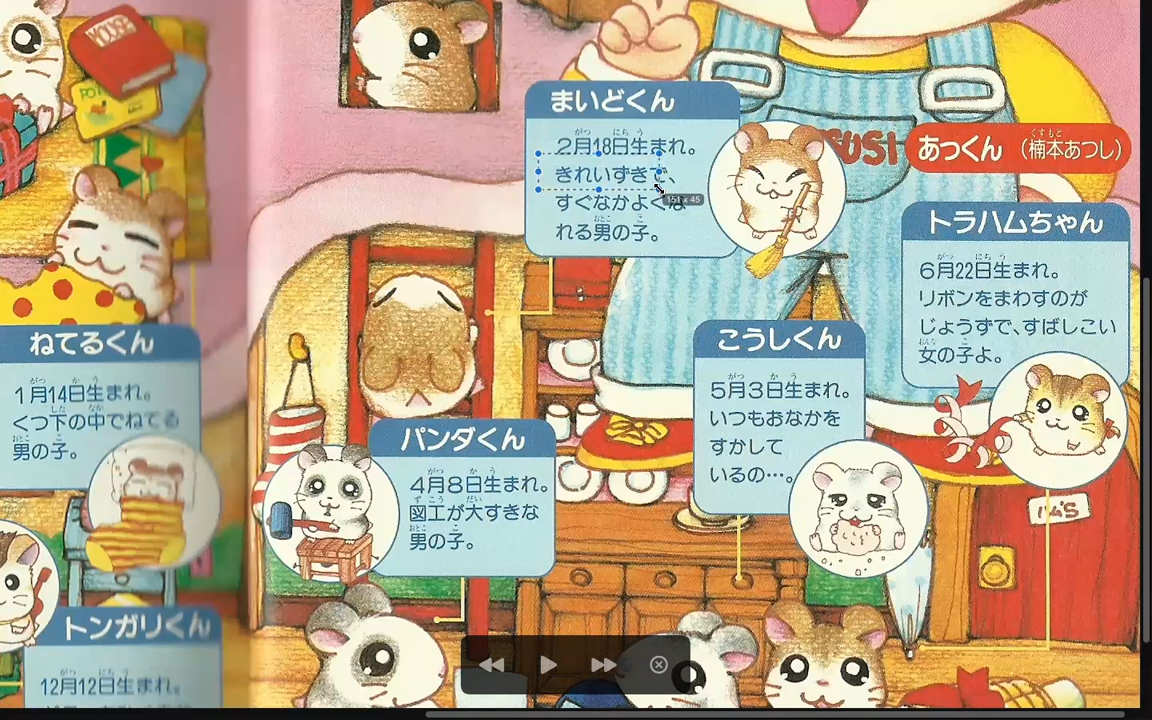 HOUSE
まいどくん
2月18日生まれ。
きれいずきで、
すぐなかよくな
れる男の子。
151 x 45
あっくん (楠本あつし)
トラハムちゃん
6月22日生まれ。
リボンをまわすのが
じょうずで、すばしこい
女の子よ。
こうしくん
5月3日生まれ。
いつもおなかを
すかして
いるの…。
ねてるくん
1月14日生まれ。
くつ下の中でねてる
男の子。
パンダくん
4月8日生まれ。
図工が大すきな
男の子。
トンガリくん
12月12日生まれ。